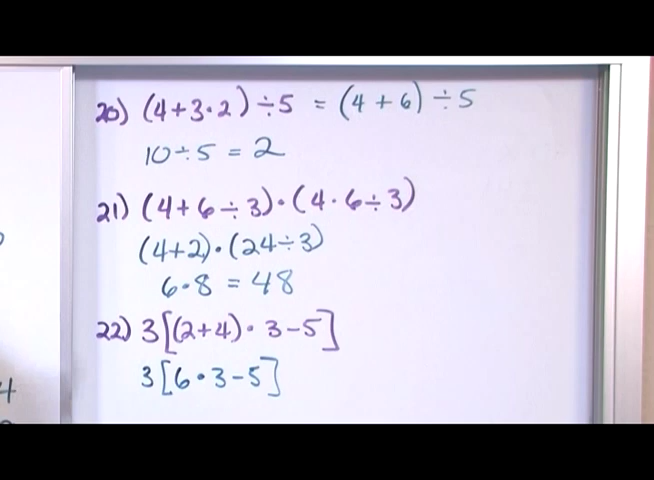 20) (4+3·2)÷5 = (4+6)÷5
10÷5 = 2
21) (4+6÷3)·(4·6÷3)
(4+2)·(24÷3)
6·8 = 48
22) 3[(2+4)·3-5]
3[6·3-5]
4